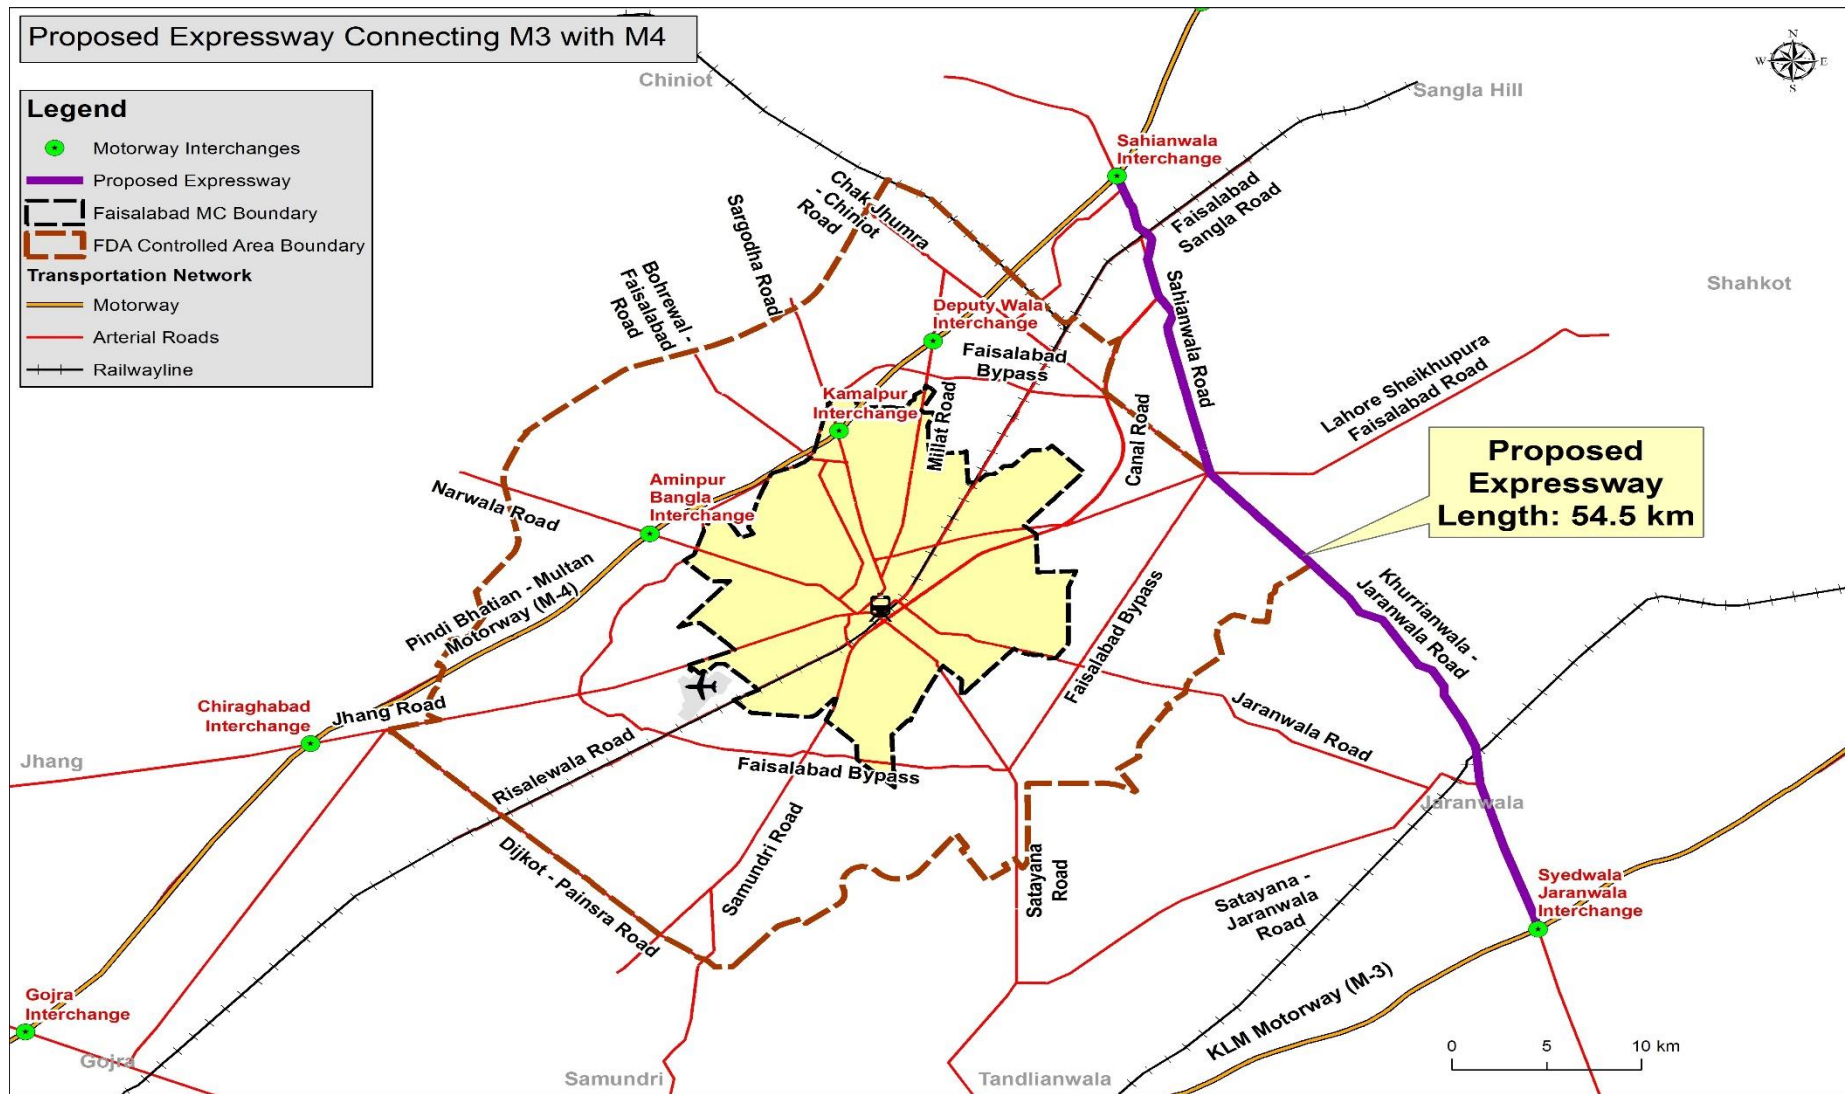 Proposed Expressway Connecting M3 with M4
Legend
Motorway Interchanges
Proposed Expressway
Faisalabad MC Boundary
FDA Controlled Area Boundary
Transportation Network
Motorway
Arterial Roads
Railwayline
N
W
E
S
Chiniot
Sangla Hill
Sahianwala
Interchange
Chak Jhumra
- Chiniot
Road
Faisalabad
Sangla Road
Sargodha Road
Bohrewal -
Faisalabad
Road
Shahkot
Deputy Wala
Interchange
Sahianwala Road
Faisalabad
Bypass
Lahore Sheikhupura
Faisalabad Road
Kamalpur
Interchange
Millat Road
Canal Road
Proposed
Expressway
Length: 54.5 km
Aminpur
Bangla
Interchange
Narwala Road
Pindi Bhatian - Multan
Motorway (M-4)
Khurrianwala -
Jaranwala Road
Faisalabad Bypass
Chiraghabad
Interchange
Jhang Road
Jaranwala Road
Jhang
Risalewala Road
Faisalabad Bypass
Jaranwala
Dijkot - Painsra Road
Samundri Road
Satayana
Road
Satayana -
Jaranwala
Road
Syedwala
Jaranwala
Interchange
KLM Motorway (M-3)
Gojra
Interchange
Gojra
Samundri
Tandlianwala
0 5 10 km